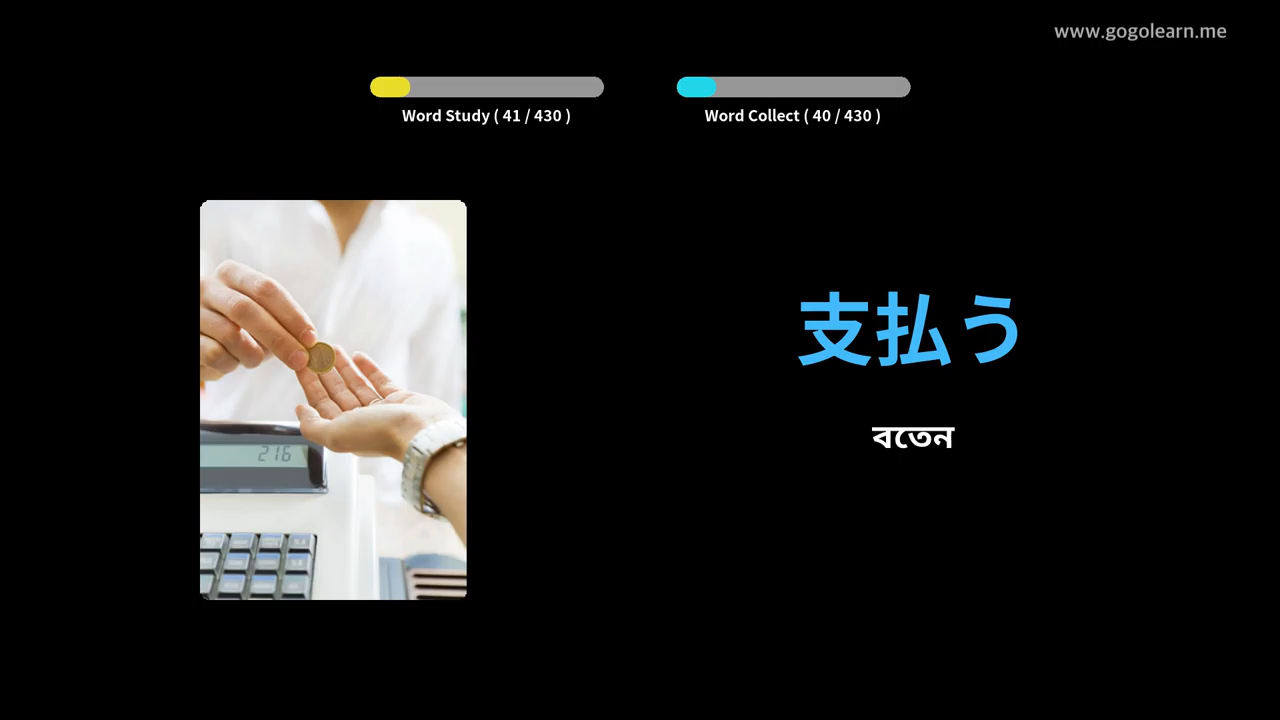 www.gogolearn.me
Word Study ( 41 / 430 )
Word Collect ( 40 / 430 )
支払う
বতেন
216